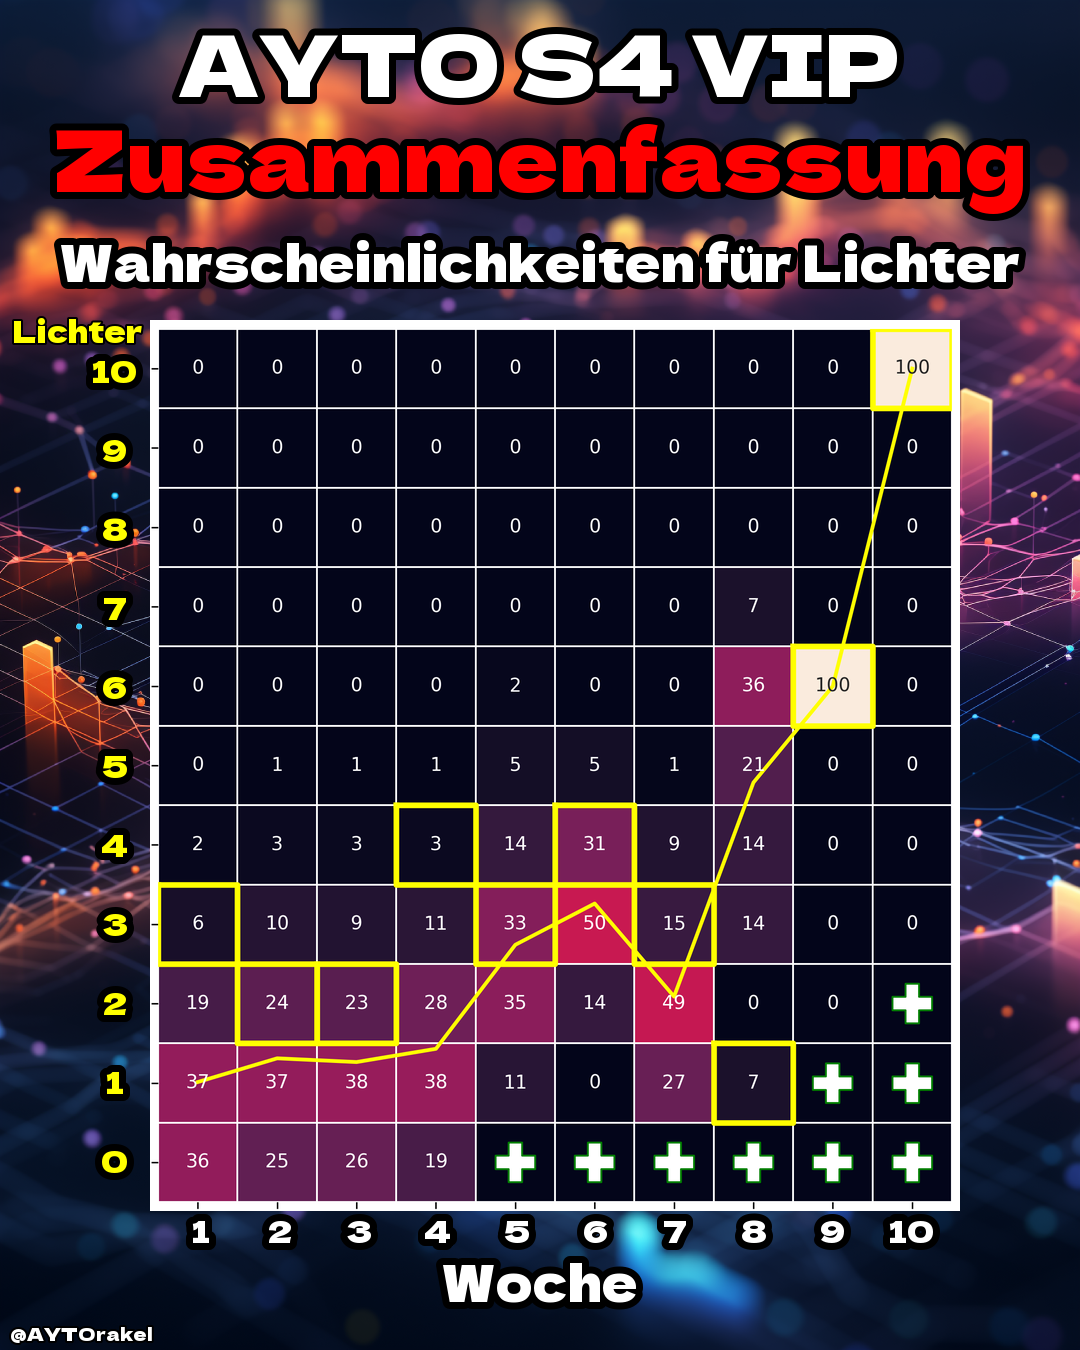 AYTO S4 VIP
Zusammenfassung
Wahrscheinlichkeiten für Lichter
Lichter
10 0 0 0 0 0 0 0 0 0 100
9 0 0 0 0 0 0 0 0 0 0
8 0 0 0 0 0 0 0 0 0 0
7 0 0 0 0 0 0 0 7 0 0
6 0 0 0 0 2 0 0 36 100 0
5 0 1 1 1 5 5 1 21 0 0
4 2 3 3 3 14 31 9 14 0 0
3 6 10 9 11 33 50 15 14 0 0
2 19 24 23 28 35 14 49 0 0
1 37 37 38 38 11 0 27 7
0 36 25 26 19
1 2 3 4 5 6 7 8 9 10
Woche
@AYTOrakel